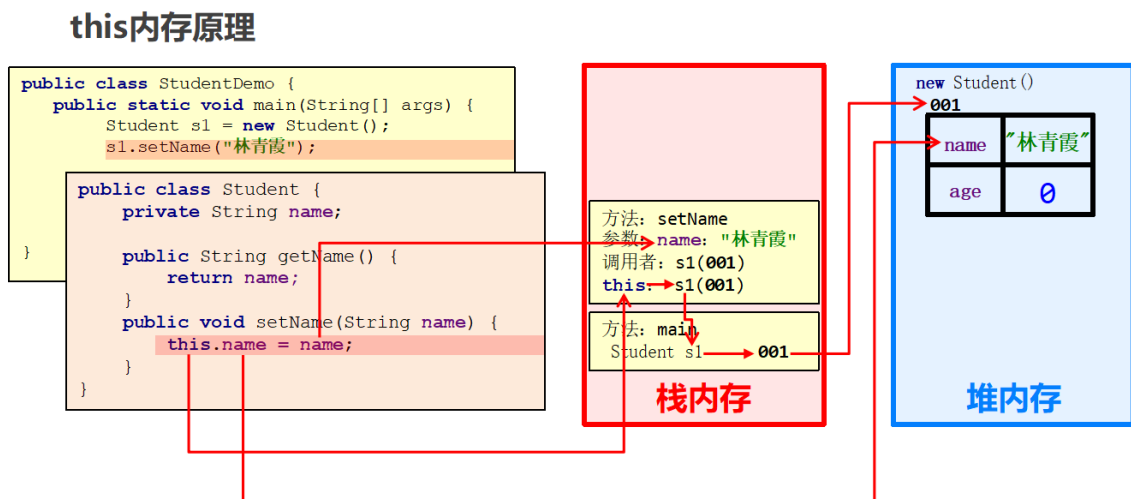 this内存原理
public class StudentDemo {
public static void main(String[] args) {
Student s1 = new Student();
s1.setName("林青霞");
}
public class Student {
private String name;
public String getName() {
return name;
}
public void setName(String name) {
this.name = name;
}
}
方法：setName
参数：name："林青霞"
调用者：s1(001)
this：s1(001)
方法：main
Student s1 001
栈内存
new Student()
001
name "林青霞"
age 0
堆内存